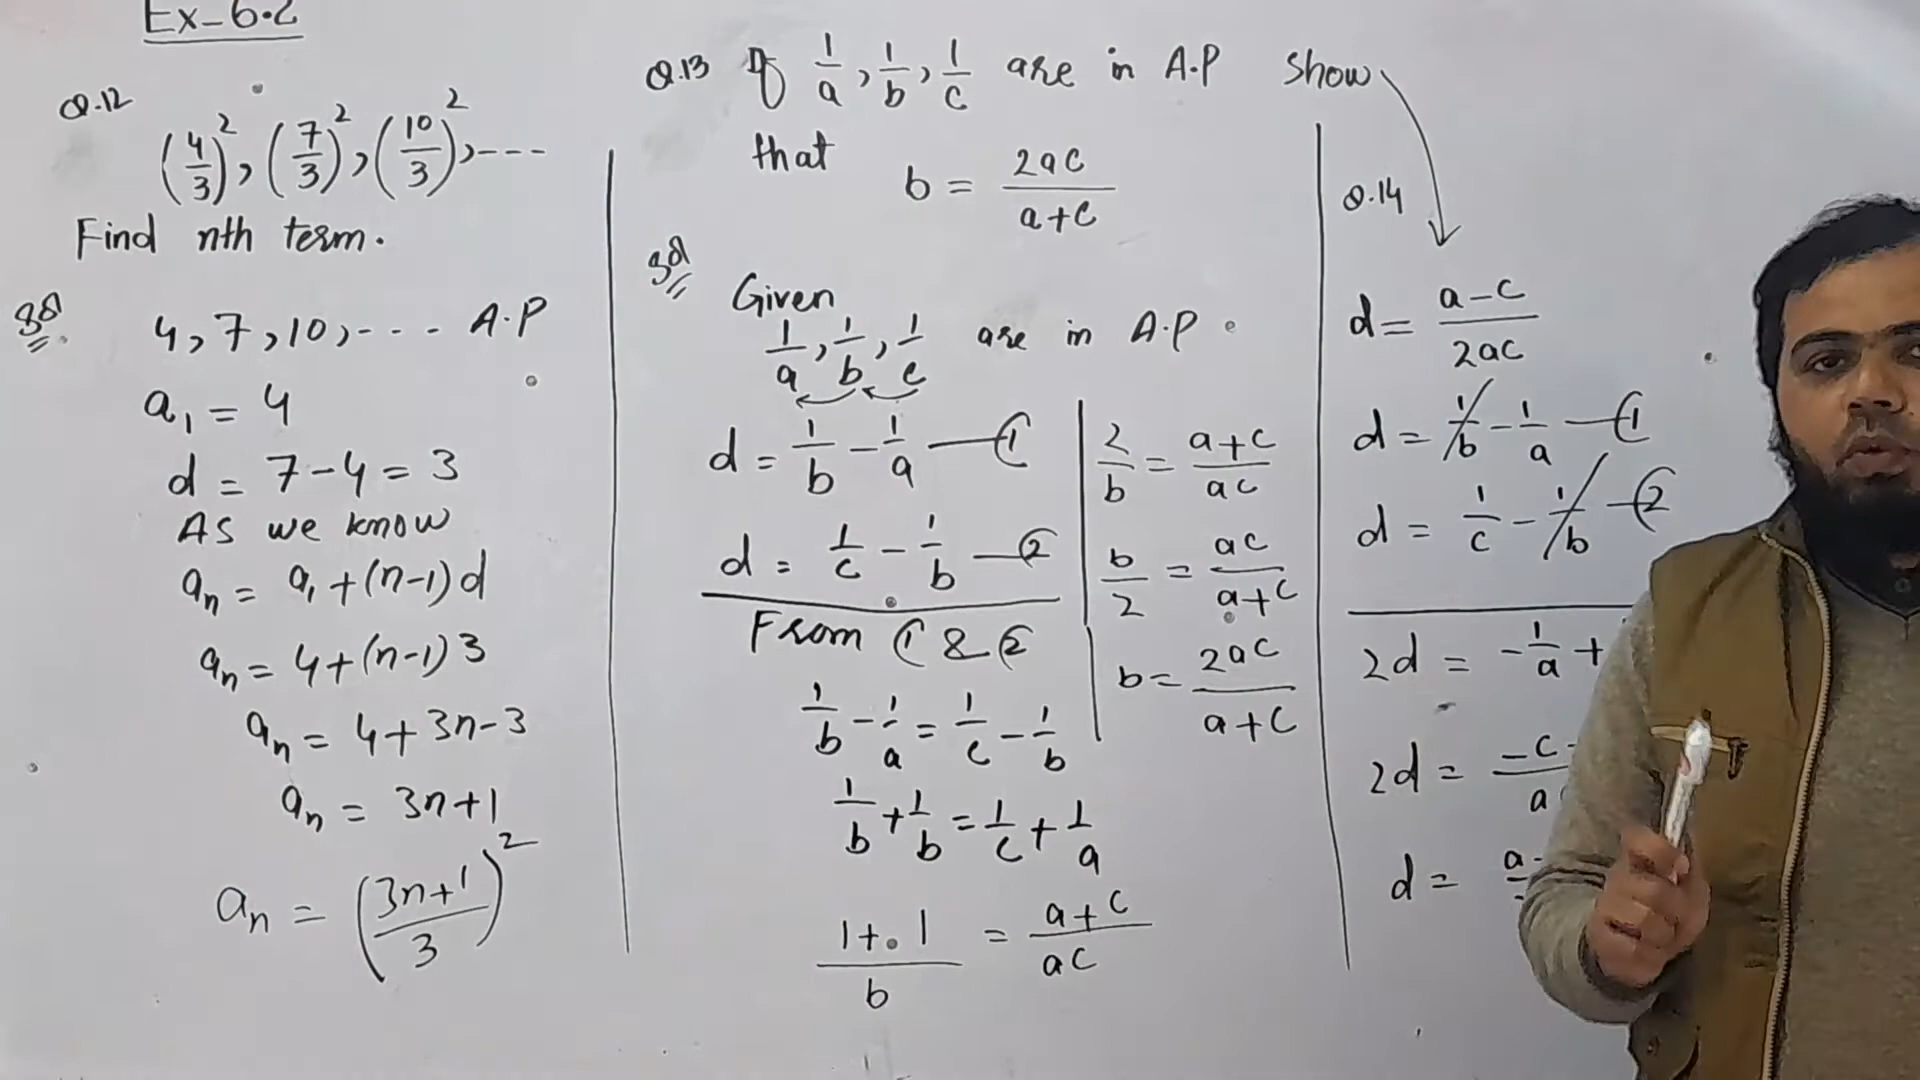 Ex-6.2
Q.12
(4/3)², (7/3)², (10/3)², ----
Find nth term.
Sol.
4, 7, 10, ---- A.P
a₁ = 4
d = 7-4 = 3
As we know
aₙ = a₁ + (n-1)d
aₙ = 4+(n-1)3
aₙ = 4+3n-3
aₙ = 3n+1
aₙ = ((3n+1)/3)²
Q.13 If 1/a, 1/b, 1/c are in A.P show
that b = 2ac/(a+c)
Sol
Given
1/a, 1/b, 1/c are in A.P.
d = 1/b - 1/a —①
d = 1/c - 1/b —②
From ① & ②
1/b - 1/a = 1/c - 1/b
1/b + 1/b = 1/c + 1/a
(1+1)/b = (a+c)/ac
2/b = (a+c)/ac
b/2 = ac/(a+c)
b = 2ac/(a+c)
Q.14
d = (a-c)/2ac
d = 1/b - 1/a —①
d = 1/c - 1/b —②
2d = -1/a +
2d = -c
a
d = a-